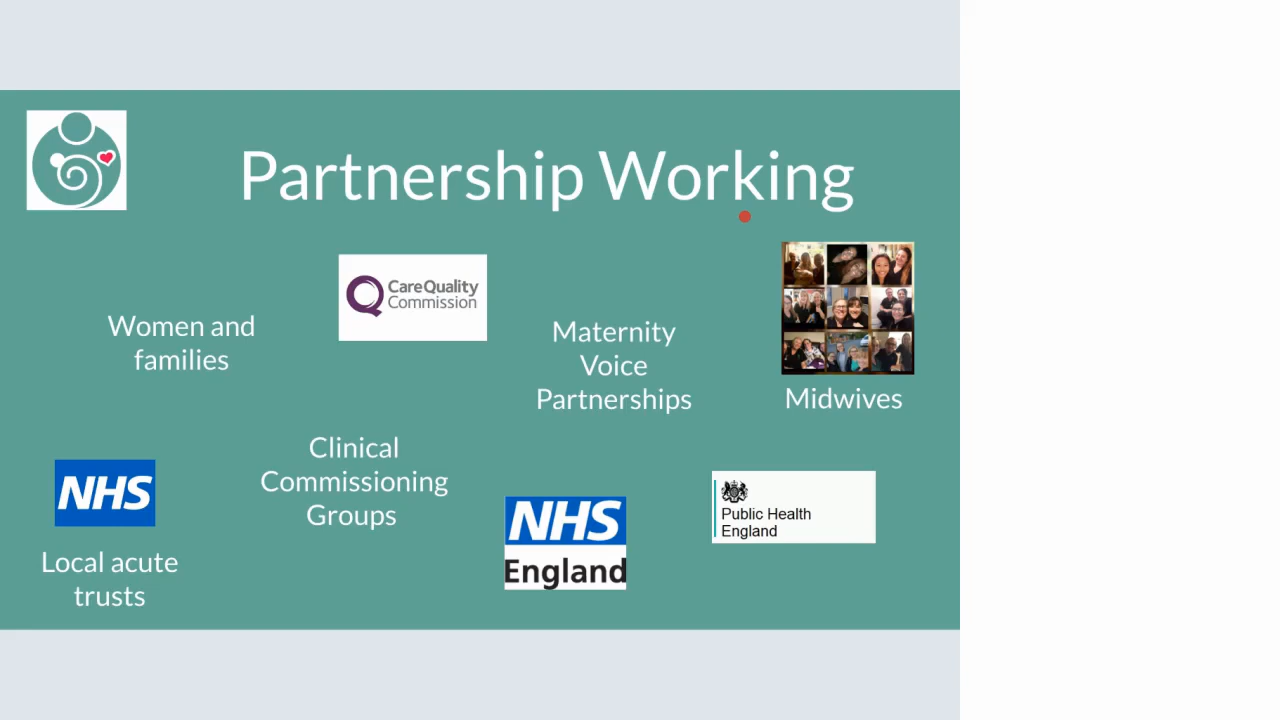 Partnership Working
Women and
families
CareQuality
Commission
Maternity
Voice
Partnerships
Midwives
NHS
Local acute
trusts
Clinical
Commissioning
Groups
NHS
England
Public Health
England